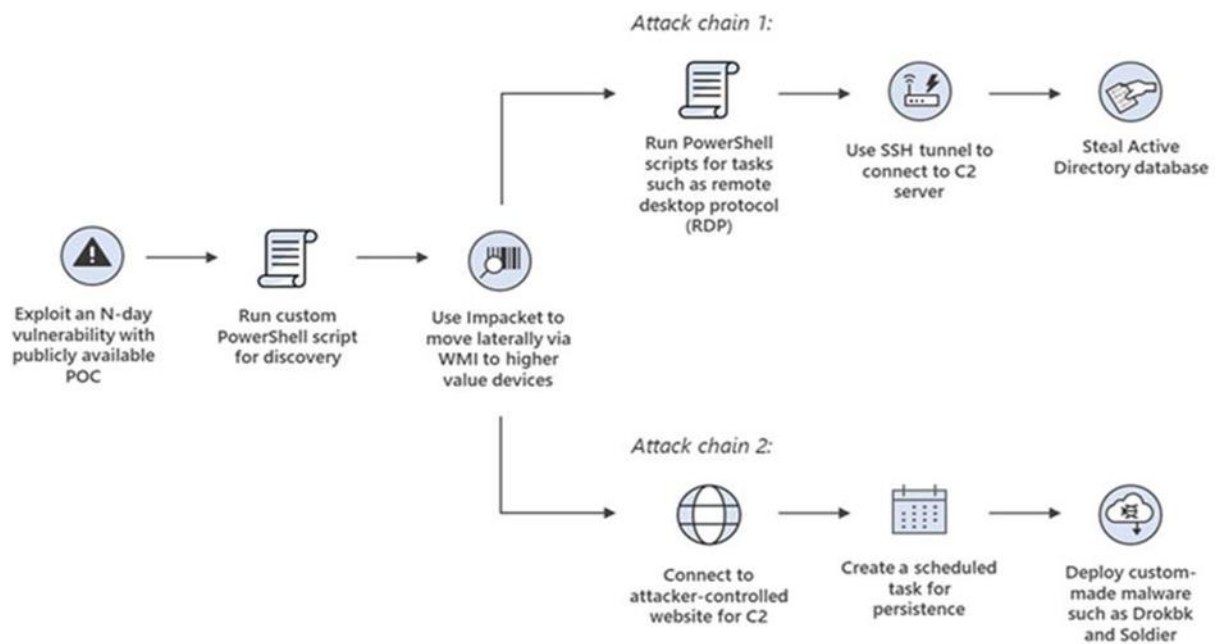 Attack chain 1:
Run PowerShell
scripts for tasks
such as remote
desktop protocol
(RDP)
Use SSH tunnel to
connect to C2
server
Steal Active
Directory database
Exploit an N-day
vulnerability with
publicly available
POC
Run custom
PowerShell script
for discovery
Use Impacket to
move laterally via
WMI to higher
value devices
Attack chain 2:
Connect to
attacker-controlled
website for C2
Create a scheduled
task for
persistence
Deploy custom-
made malware
such as Drokbk
and Soldier